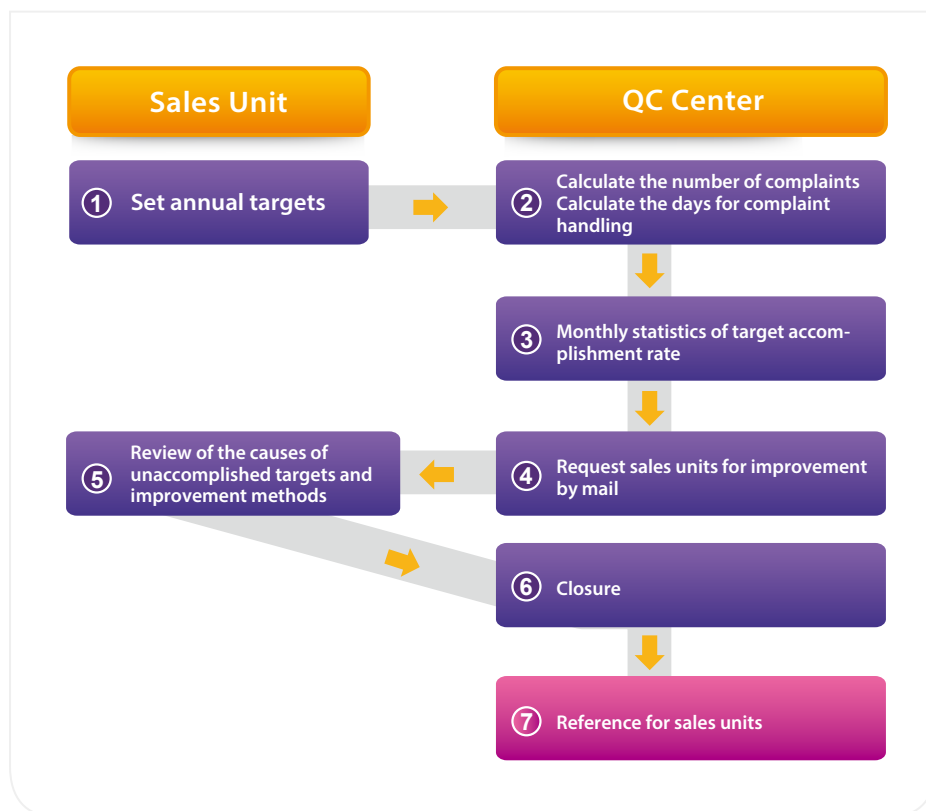 Sales Unit
QC Center
1 Set annual targets
2 Calculate the number of complaints
Calculate the days for complaint
handling
3 Monthly statistics of target accom-
plishment rate
4 Request sales units for improvement
by mail
5 Review of the causes of
unaccomplished targets and
improvement methods
6 Closure
7 Reference for sales units